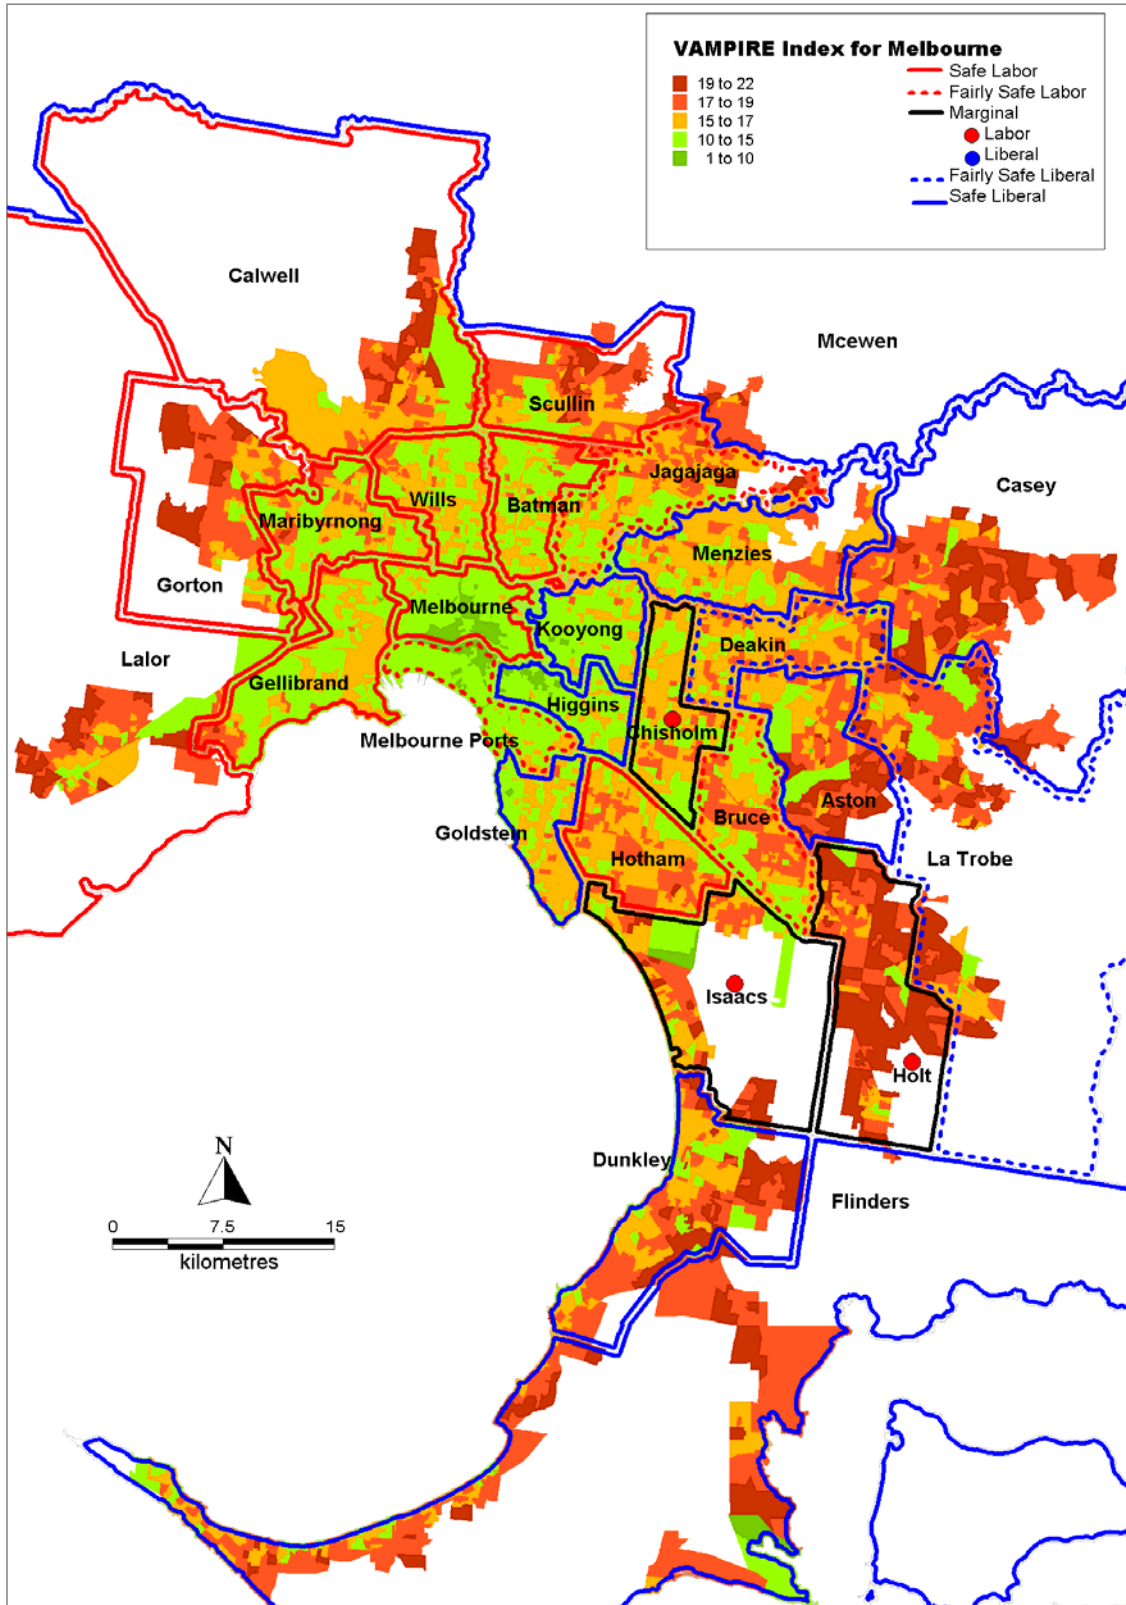 VAMPIRE Index for Melbourne
19 to 22
17 to 19
15 to 17
10 to 15
1 to 10
Safe Labor
Fairly Safe Labor
Marginal
Labor
Liberal
Fairly Safe Liberal
Safe Liberal
Calwell
Mcewen
Scullin
Jagajaga
Casey
Wills
Batman
Maribyrnong
Menzies
Gorton
Melbourne
Kooyong
Deakin
Lalor
Gellibrand
Higgins
Melbourne Ports
Chisholm
Aston
Bruce
Goldstein
Hotham
La Trobe
Isaacs
Holt
Dunkley
Flinders
N
0 7.5 15
kilometres